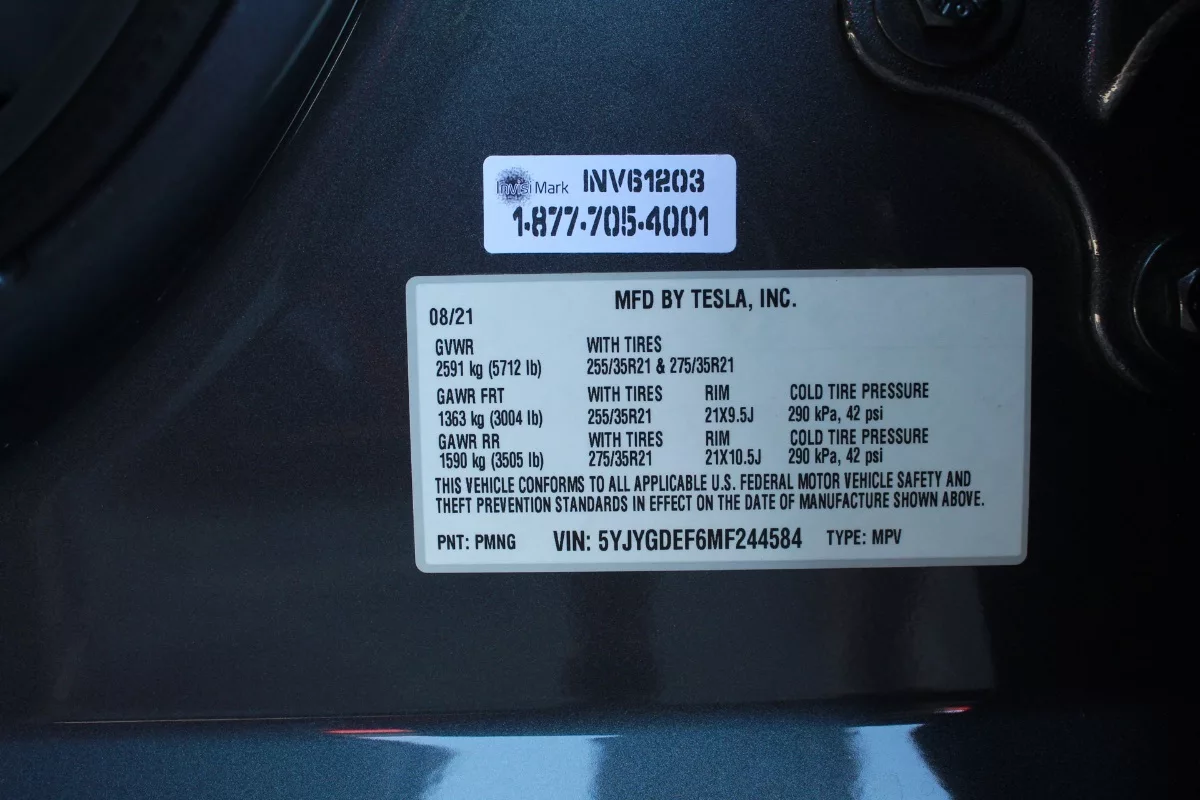 Invisi Mark INV61203
1-877-705-4001
MFD BY TESLA, INC.
08/21
GVWR WITH TIRES
2591 kg (5712 lb) 255/35R21 & 275/35R21
GAWR FRT WITH TIRES RIM COLD TIRE PRESSURE
1363 kg (3004 lb) 255/35R21 21X9.5J 290 kPa, 42 psi
GAWR RR WITH TIRES RIM COLD TIRE PRESSURE
1590 kg (3505 lb) 275/35R21 21X10.5J 290 kPa, 42 psi
THIS VEHICLE CONFORMS TO ALL APPLICABLE U.S. FEDERAL MOTOR VEHICLE SAFETY AND
THEFT PREVENTION STANDARDS IN EFFECT ON THE DATE OF MANUFACTURE SHOWN ABOVE.
PNT: PMNG VIN: 5YJYGDEF6MF244584 TYPE: MPV